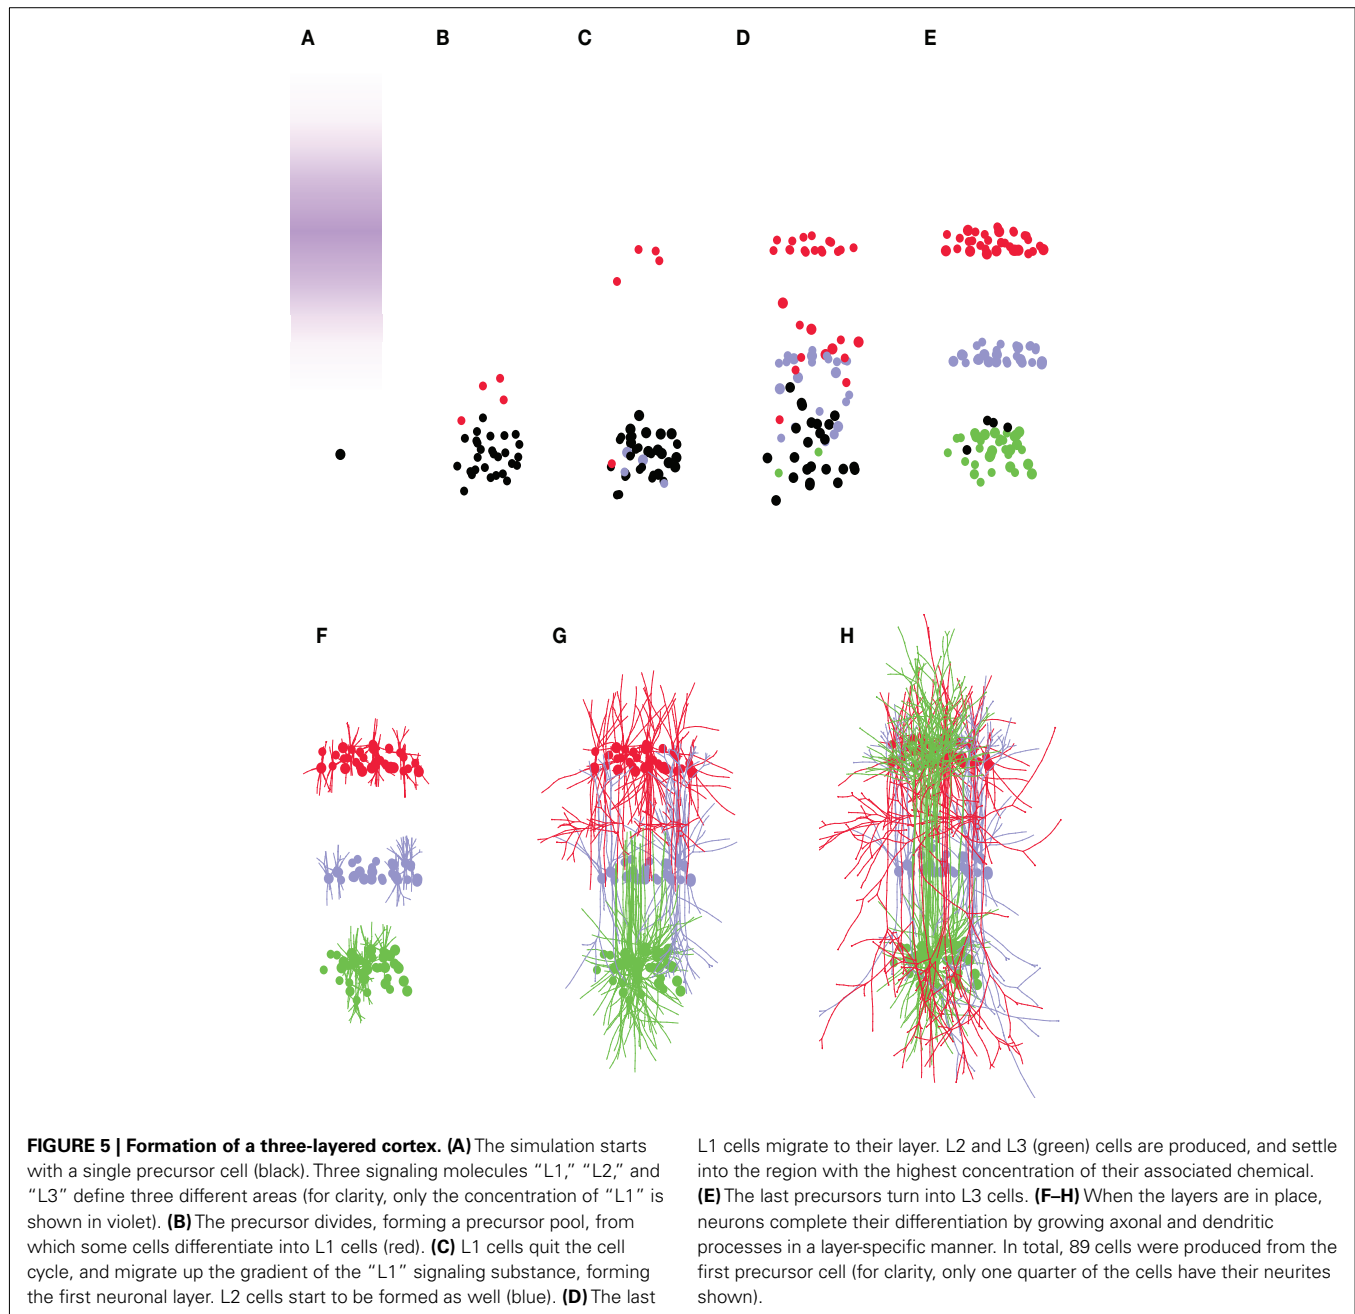 A
B
C
D
E
F
G
H
FIGURE 5 | Formation of a three-layered cortex. (A) The simulation starts
with a single precursor cell (black). Three signaling molecules “L1,” “L2,” and
“L3” define three different areas (for clarity, only the concentration of “L1” is
shown in violet). (B) The precursor divides, forming a precursor pool, from
which some cells differentiate into L1 cells (red). (C) L1 cells quit the cell
cycle, and migrate up the gradient of the “L1” signaling substance, forming
the first neuronal layer. L2 cells start to be formed as well (blue). (D) The last
L1 cells migrate to their layer. L2 and L3 (green) cells are produced, and settle
into the region with the highest concentration of their associated chemical.
(E) The last precursors turn into L3 cells. (F–H) When the layers are in place,
neurons complete their differentiation by growing axonal and dendritic
processes in a layer-specific manner. In total, 89 cells were produced from the
first precursor cell (for clarity, only one quarter of the cells have their neurites
shown).